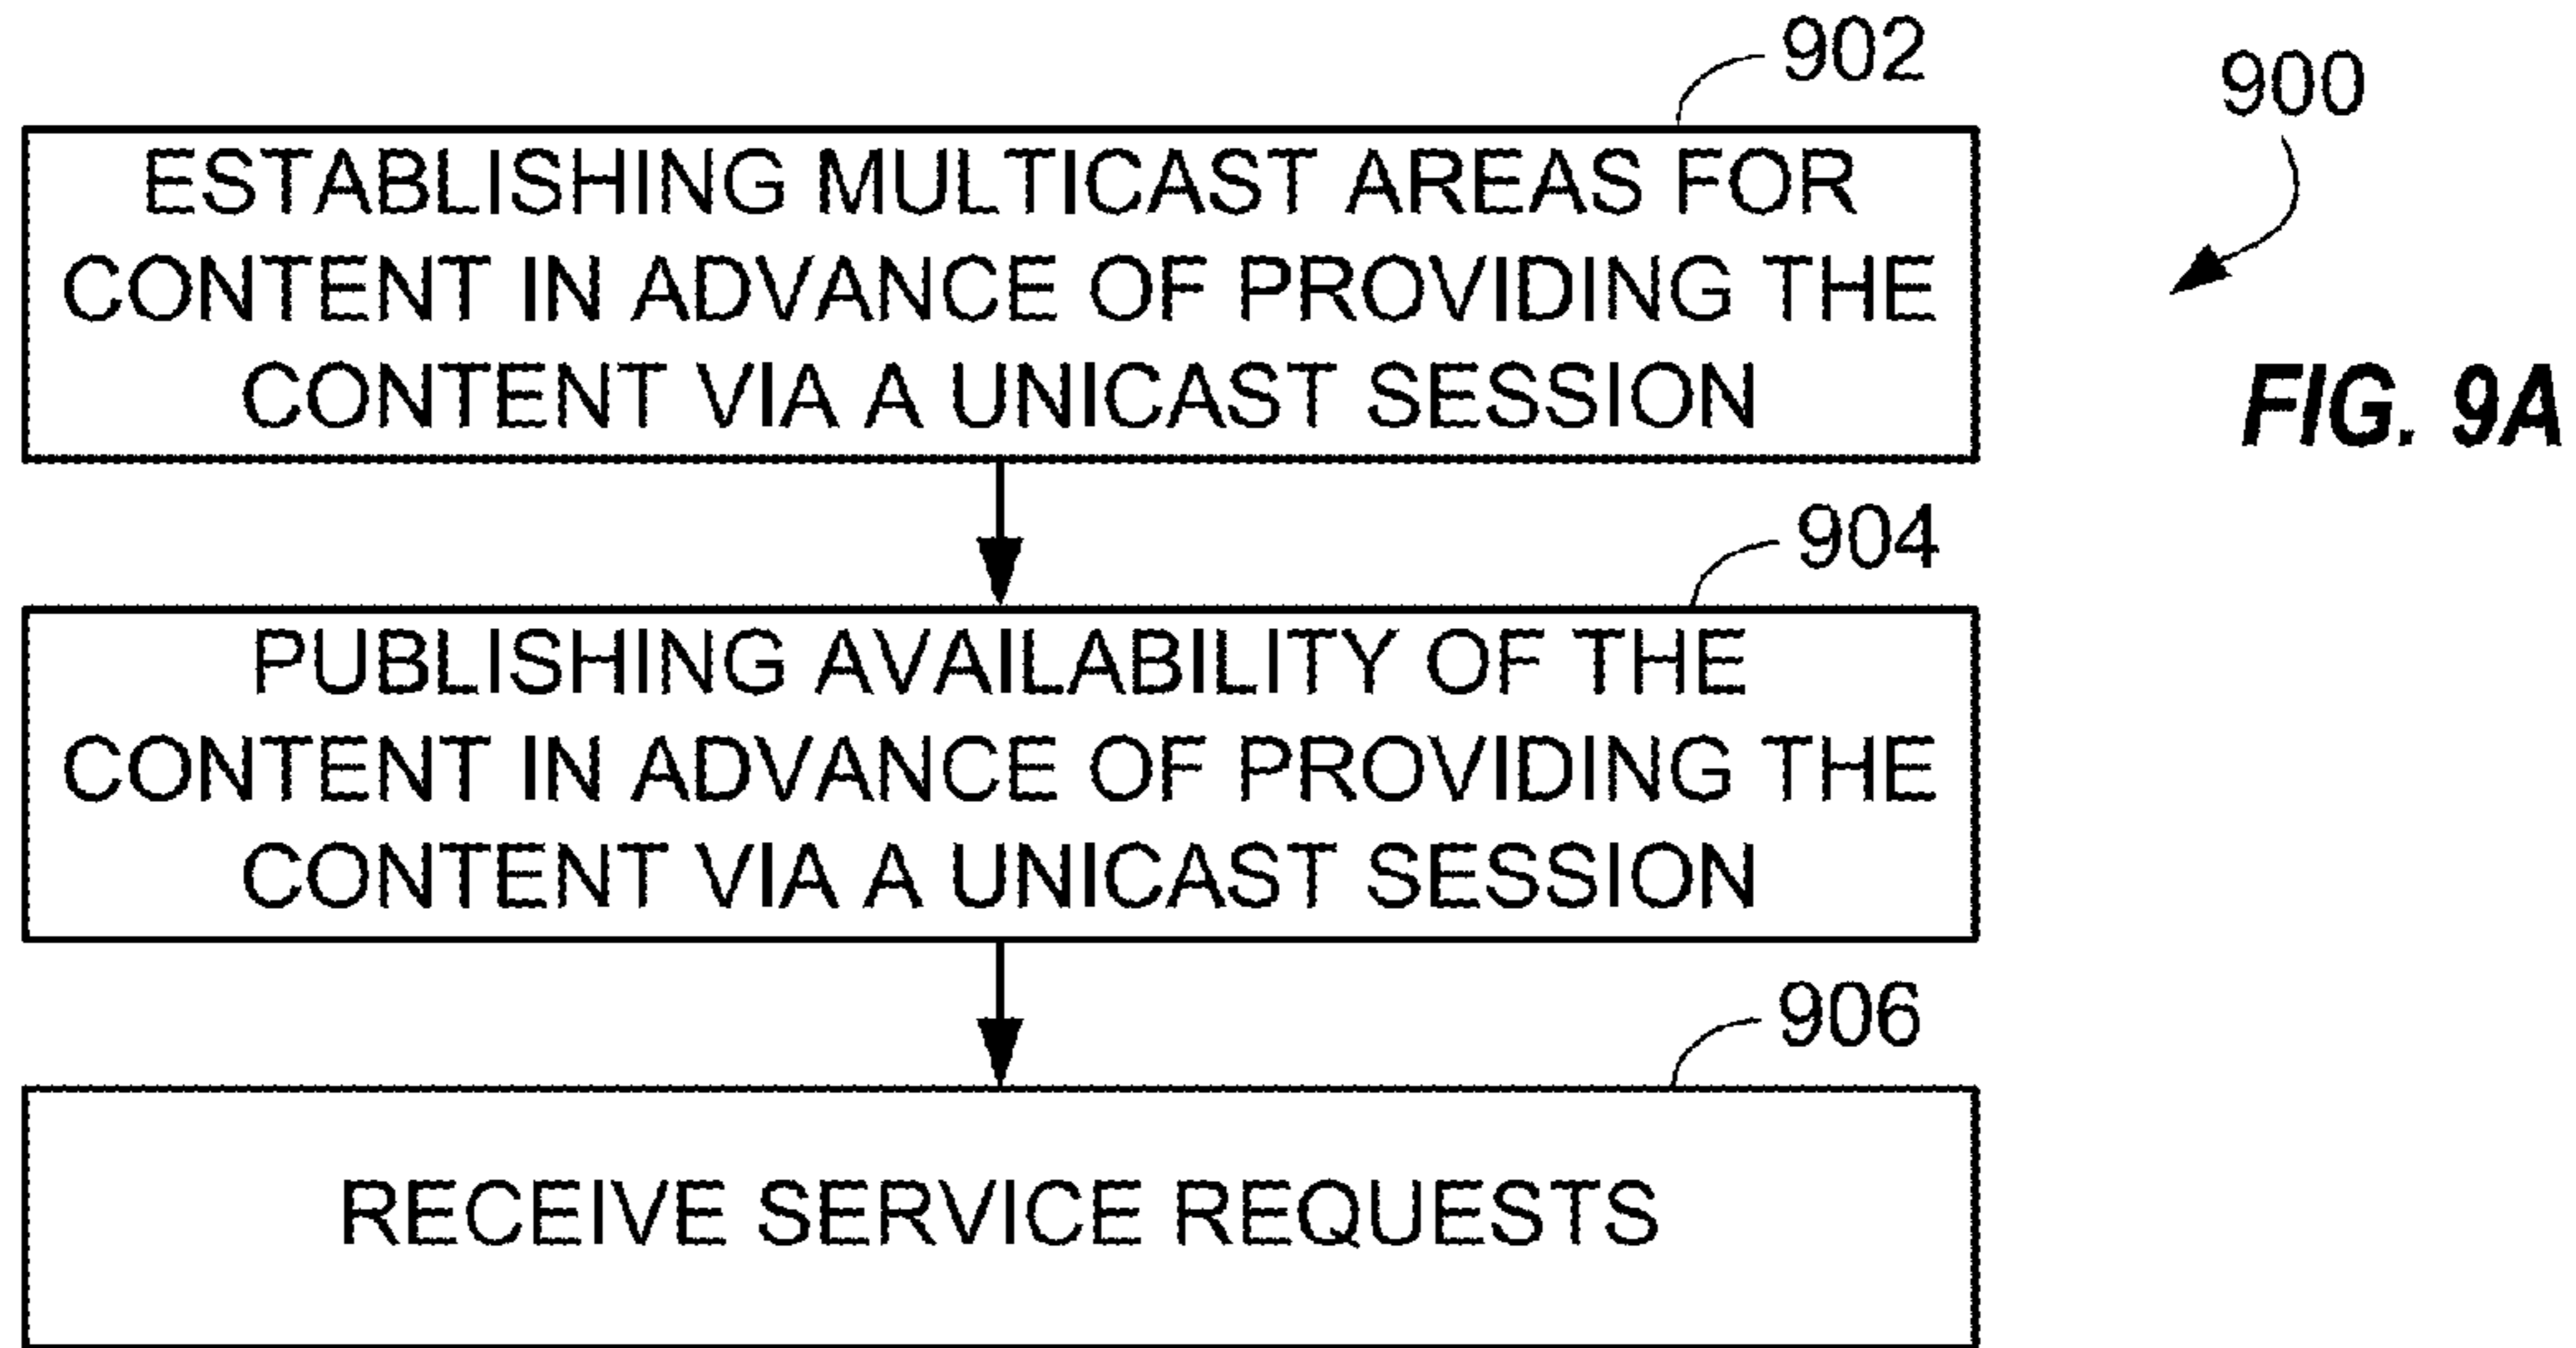 902
900
ESTABLISHING MULTICAST AREAS FOR
CONTENT IN ADVANCE OF PROVIDING THE
CONTENT VIA A UNICAST SESSION
FIG. 9A
904
PUBLISHING AVAILABILITY OF THE
CONTENT IN ADVANCE OF PROVIDING THE
CONTENT VIA A UNICAST SESSION
906
RECEIVE SERVICE REQUESTS